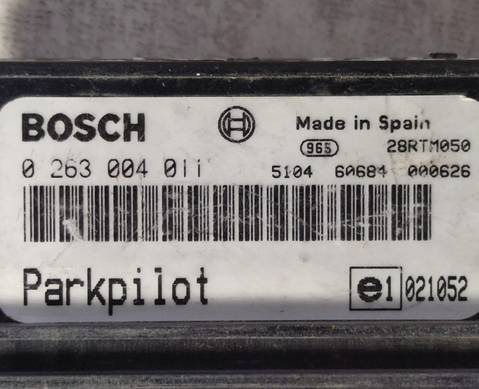 BOSCH Made in Spain
965 28RTM050
0 263 004 011 5104 60684 000626
Parkpilot e1 021052